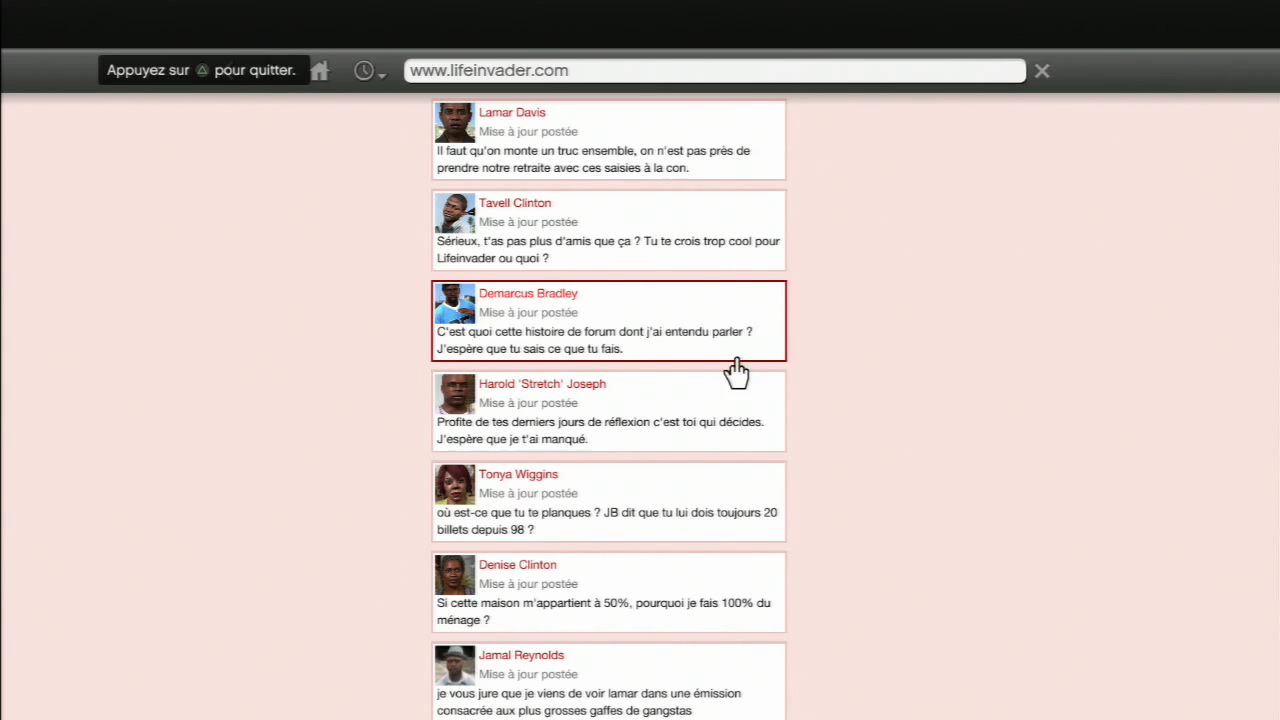 Appuyez sur pour quitter.
www.lifeinvader.com
Lamar Davis
Mise à jour postée
Il faut qu'on monte un truc ensemble, on n'est pas près de
prendre notre retraite avec ces saisies à la con.
Tavell Clinton
Mise à jour postée
Sérieux, t'as pas plus d'amis que ça ? Tu te crois trop cool pour
Lifeinvader ou quoi ?
Demarcus Bradley
Mise à jour postée
C'est quoi cette histoire de forum dont j'ai entendu parler ?
J'espère que tu sais ce que tu fais.
Harold 'Stretch' Joseph
Mise à jour postée
Profite de tes derniers jours de réflexion c'est toi qui décides.
J'espère que je t'ai manqué.
Tonya Wiggins
Mise à jour postée
où est-ce que tu te planques ? JB dit que tu lui dois toujours 20
billets depuis 98 ?
Denise Clinton
Mise à jour postée
Si cette maison m'appartient à 50%, pourquoi je fais 100% du
ménage ?
Jamal Reynolds
Mise à jour postée
je vous jure que je viens de voir lamar dans une émission
consacrée aux plus grosses gaffes de gangstas